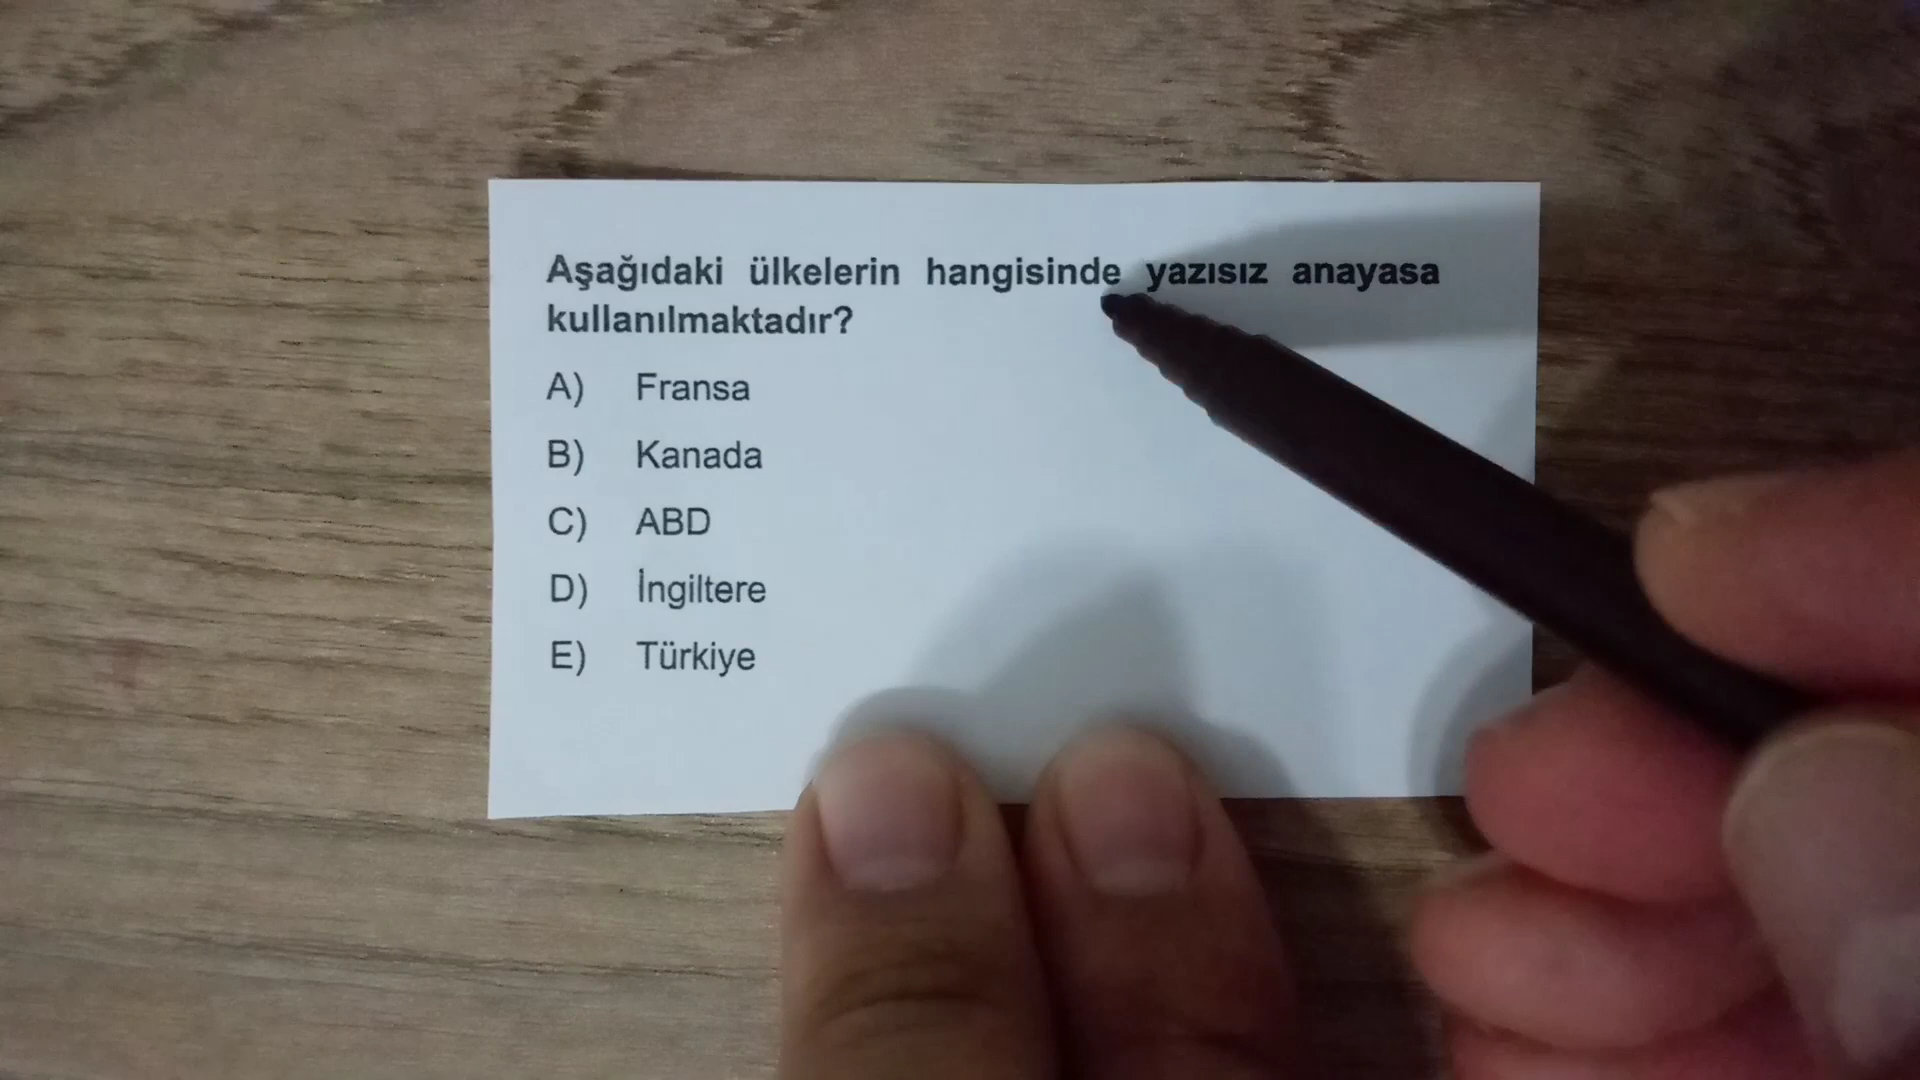 Aşağıdaki ülkelerin hangisinde yazısız anayasa
kullanılmaktadır?
A) Fransa
B) Kanada
C) ABD
D) İngiltere
E) Türkiye